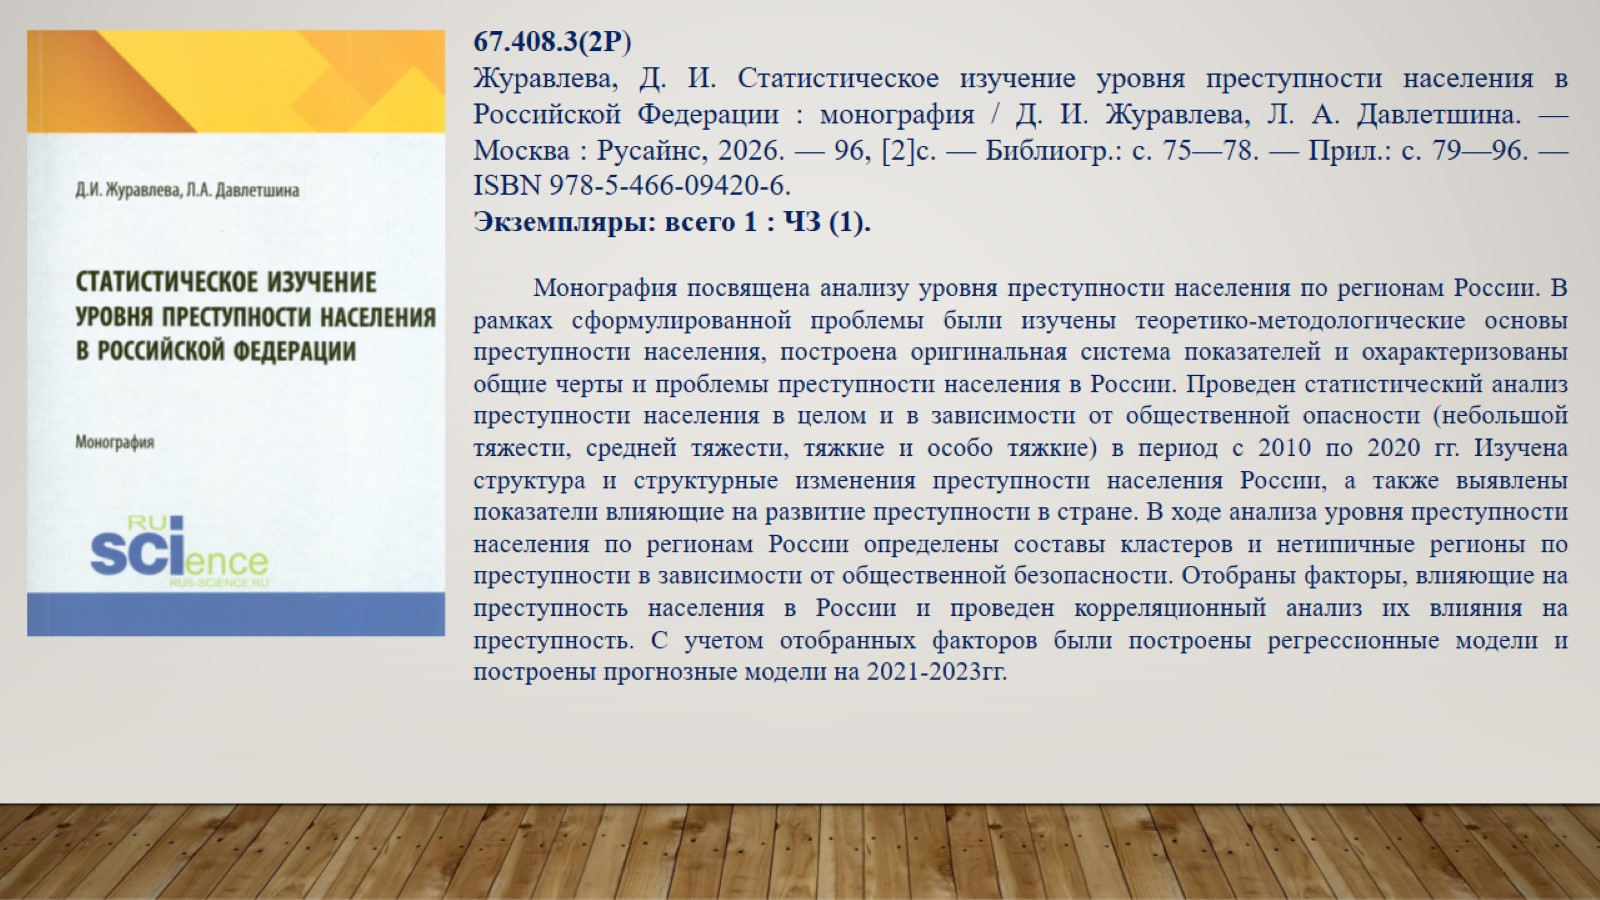 Д.И. Журавлева, Л.А. Давлетшина
СТАТИСТИЧЕСКОЕ ИЗУЧЕНИЕ
УРОВНЯ ПРЕСТУПНОСТИ НАСЕЛЕНИЯ
В РОССИЙСКОЙ ФЕДЕРАЦИИ
Монография
RU
science
RUS-SCIENCE.RU
67.408.3(2Р)
Журавлева, Д. И. Статистическое изучение уровня преступности населения в
Российской Федерации : монография / Д. И. Журавлева, Л. А. Давлетшина. —
Москва : Русайнс, 2026. — 96, [2]с. — Библиогр.: с. 75—78. — Прил.: с. 79—96. —
ISBN 978-5-466-09420-6.
Экземпляры: всего 1 : ЧЗ (1).
Монография посвящена анализу уровня преступности населения по регионам России. В
рамках сформулированной проблемы были изучены теоретико-методологические основы
преступности населения, построена оригинальная система показателей и охарактеризованы
общие черты и проблемы преступности населения в России. Проведен статистический анализ
преступности населения в целом и в зависимости от общественной опасности (небольшой
тяжести, средней тяжести, тяжкие и особо тяжкие) в период с 2010 по 2020 гг. Изучена
структура и структурные изменения преступности населения России, а также выявлены
показатели влияющие на развитие преступности в стране. В ходе анализа уровня преступности
населения по регионам России определены составы кластеров и нетипичные регионы по
преступности в зависимости от общественной безопасности. Отобраны факторы, влияющие на
преступность населения в России и проведен корреляционный анализ их влияния на
преступность. С учетом отобранных факторов были построены регрессионные модели и
построены прогнозные модели на 2021-2023гг.